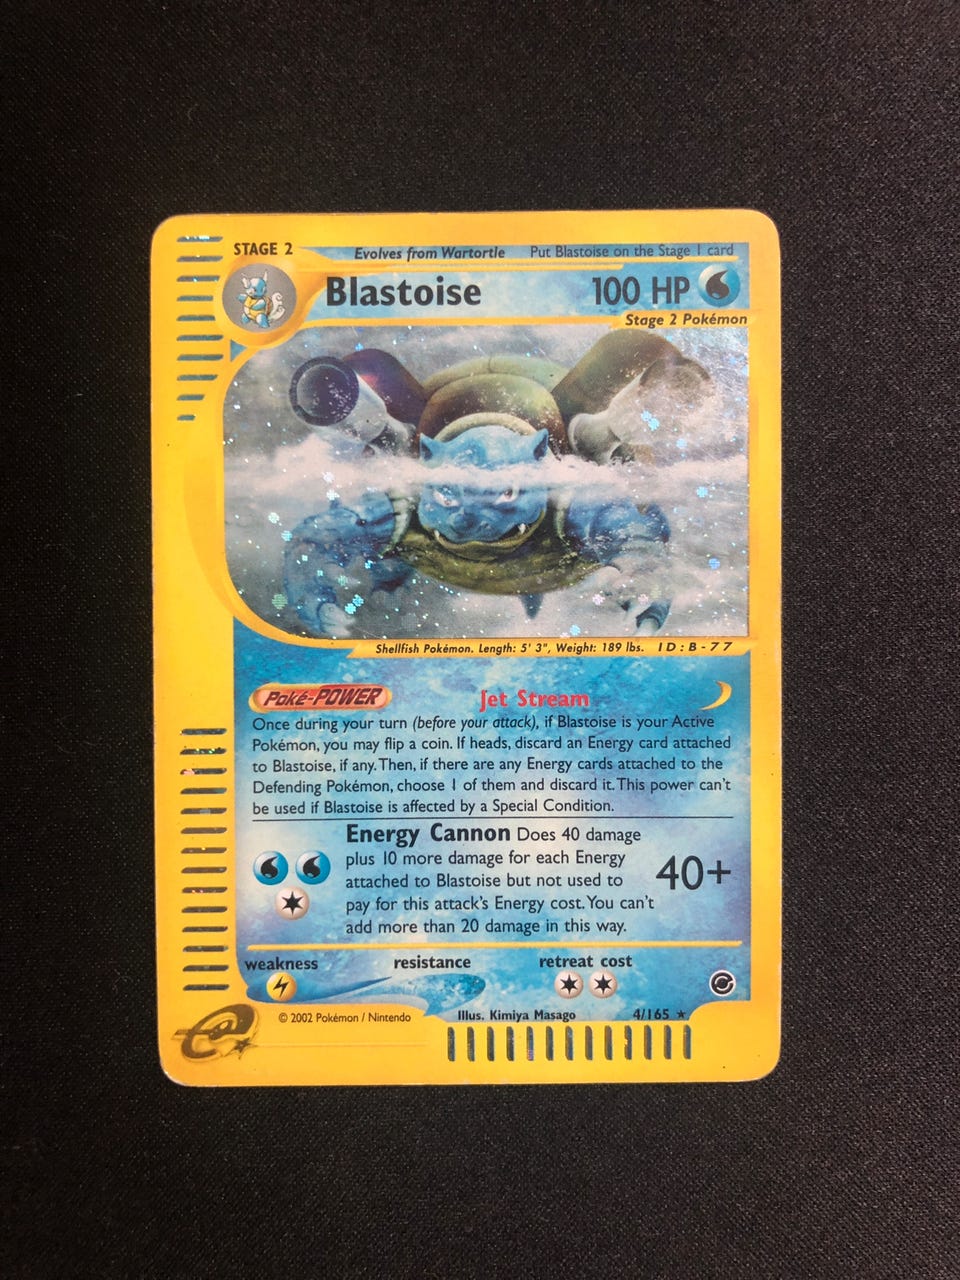 STAGE 2 Evolves from Wartortle Put Blastoise on the Stage 1 card
Blastoise 100 HP
Stage 2 Pokémon
Shellfish Pokémon. Length: 5' 3", Weight: 189 lbs. ID:B-77
Poké-POWER Jet Stream
Once during your turn (before your attack), if Blastoise is your Active
Pokémon, you may flip a coin. If heads, discard an Energy card attached
to Blastoise, if any. Then, if there are any Energy cards attached to the
Defending Pokémon, choose 1 of them and discard it. This power can't
be used if Blastoise is affected by a Special Condition.
Energy Cannon Does 40 damage
plus 10 more damage for each Energy
attached to Blastoise but not used to
pay for this attack's Energy cost. You can't
add more than 20 damage in this way.
40+
weakness resistance retreat cost
© 2002 Pokémon / Nintendo Illus. Kimiya Masago 4/165 ★
e